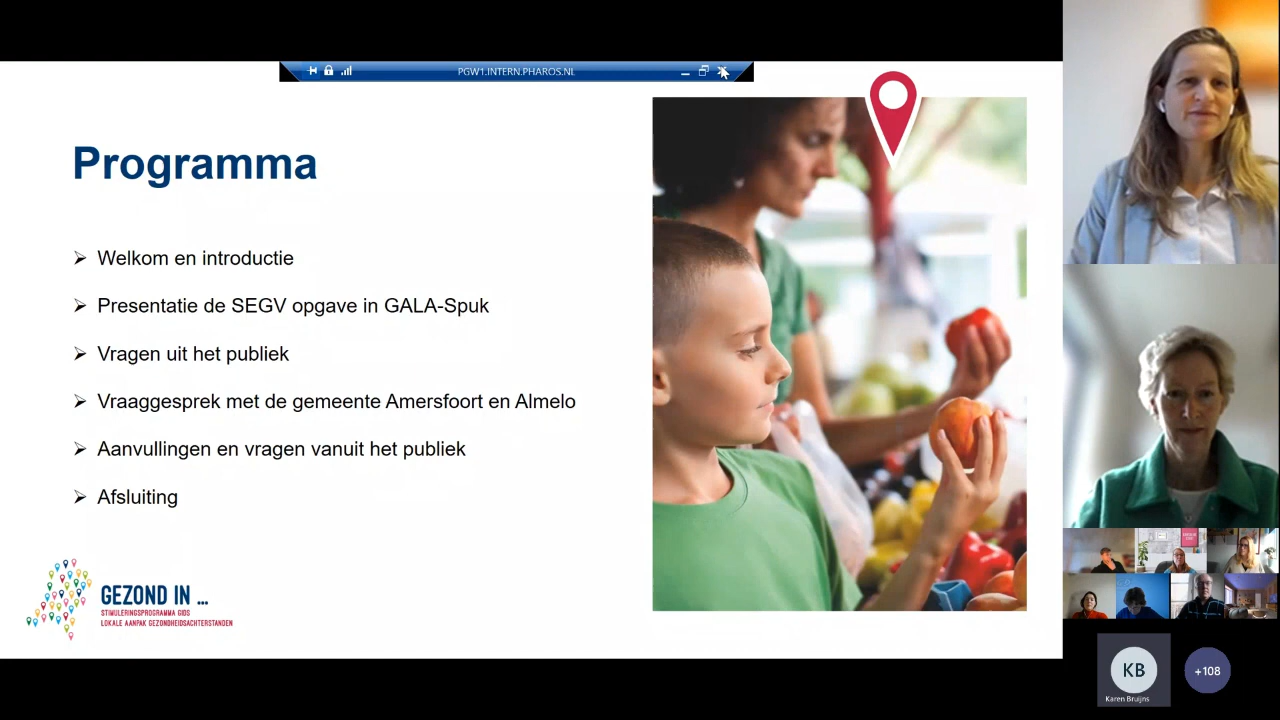 PGW1.INTERN.PHAROS.NL
Programma
Welkom en introductie
Presentatie de SEGV opgave in GALA-Spuk
Vragen uit het publiek
Vraaggesprek met de gemeente Amersfoort en Almelo
Aanvullingen en vragen vanuit het publiek
Afsluiting
GEZOND IN ...
STIMULERINGSPROGRAMMA GIDS
LOKALE AANPAK GEZONDHEIDSACHTERSTANDEN
KB
Karen Bruijns
+108